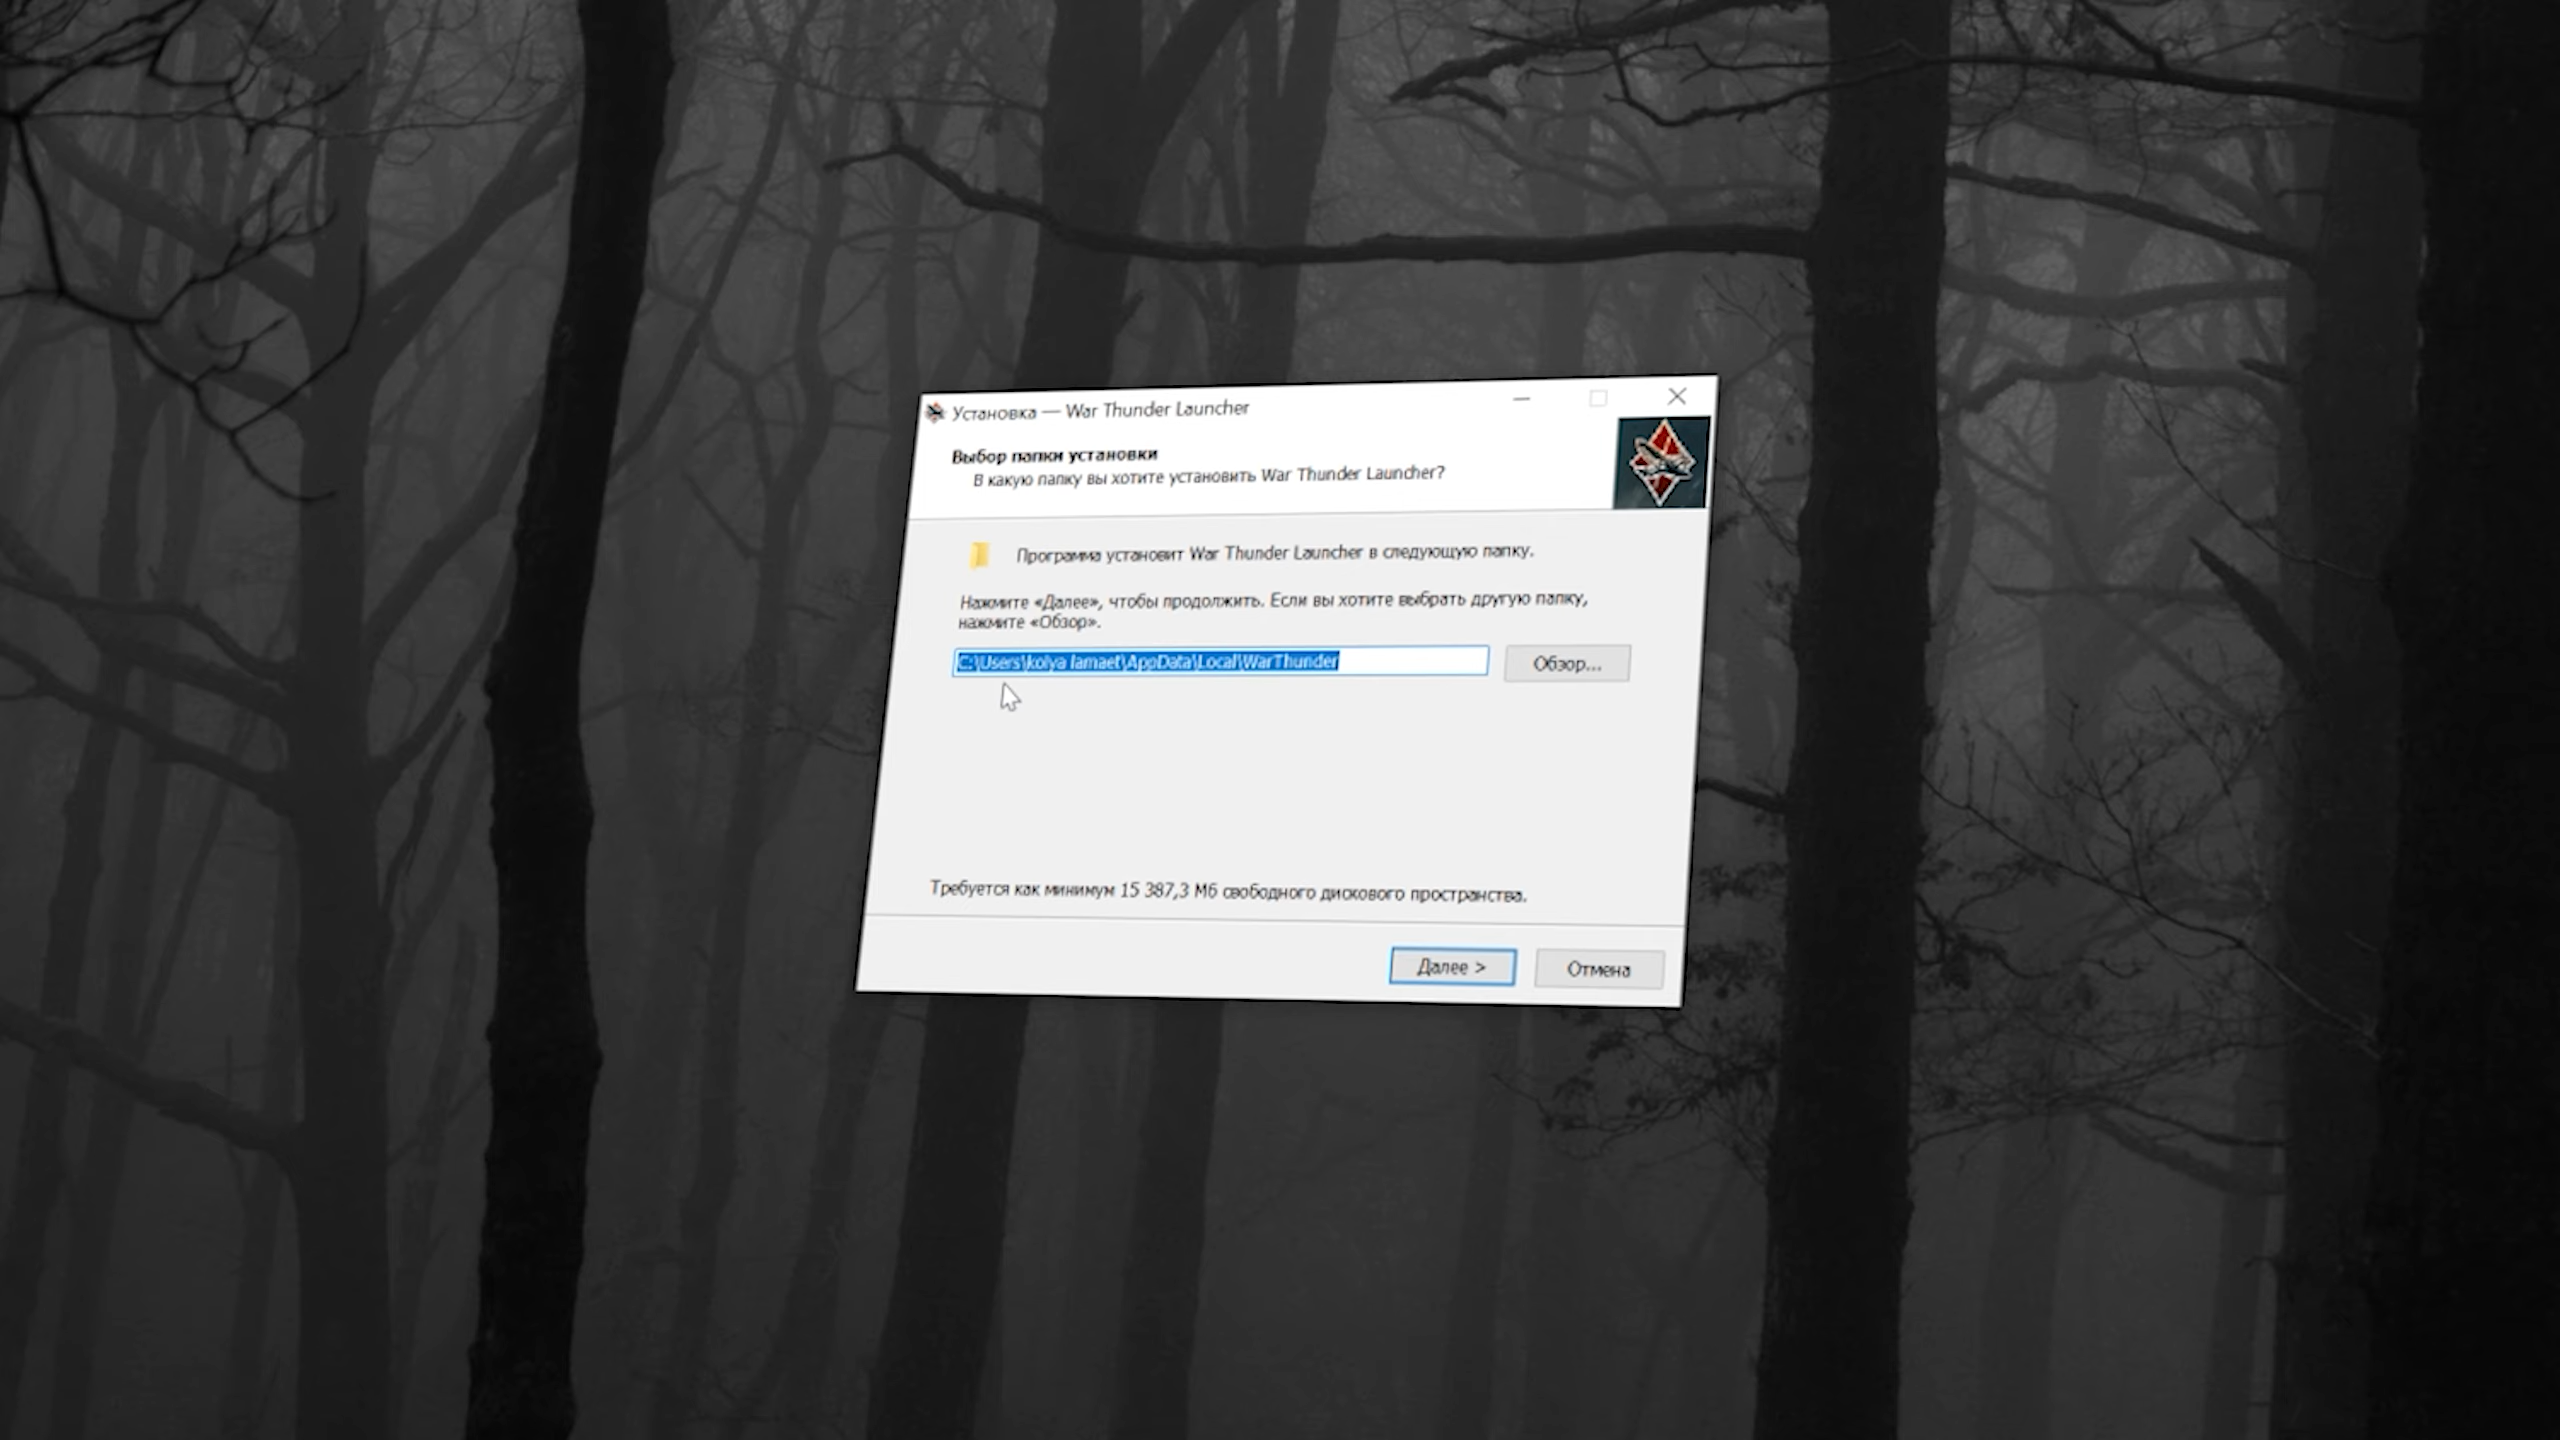 Установка — War Thunder Launcher
Выбор папки установки
В какую папку вы хотите установить War Thunder Launcher?
Программа установит War Thunder Launcher в следующую папку.
Нажмите «Далее», чтобы продолжить. Если вы хотите выбрать другую папку,
нажмите «Обзор».
C:\Users\kolya lamaet\AppData\Local\WarThunder
Обзор...
Требуется как минимум 15 387,3 Мб свободного дискового пространства.
Далее >
Отмена